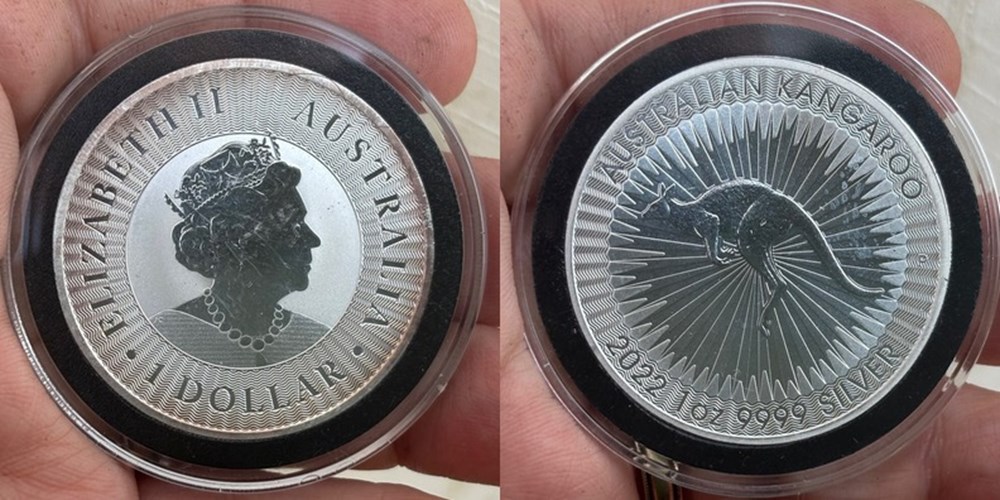 ELIZABETH II AUSTRALIA
• 1 DOLLAR •
AUSTRALIAN KANGAROO
2022 1oz 9999 SILVER